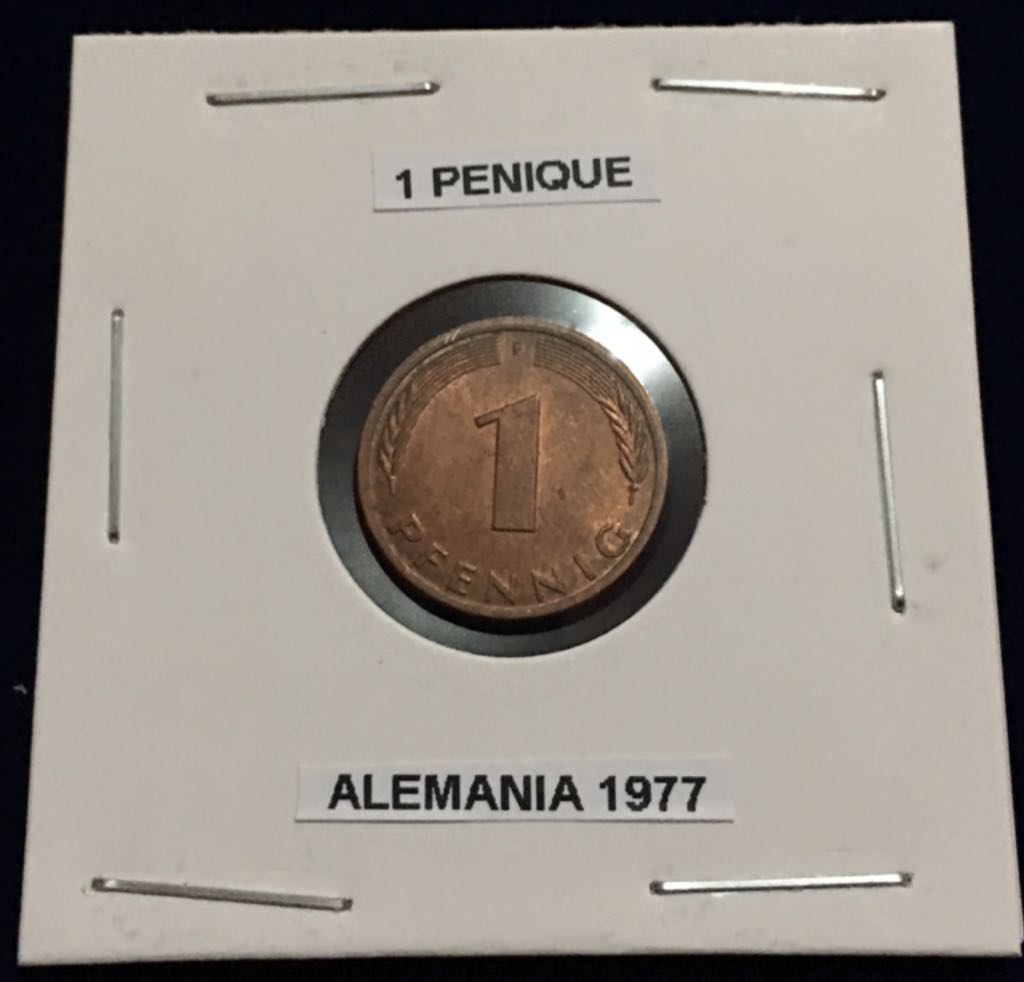 1 PENIQUE
F
1
PFENNIG
ALEMANIA 1977